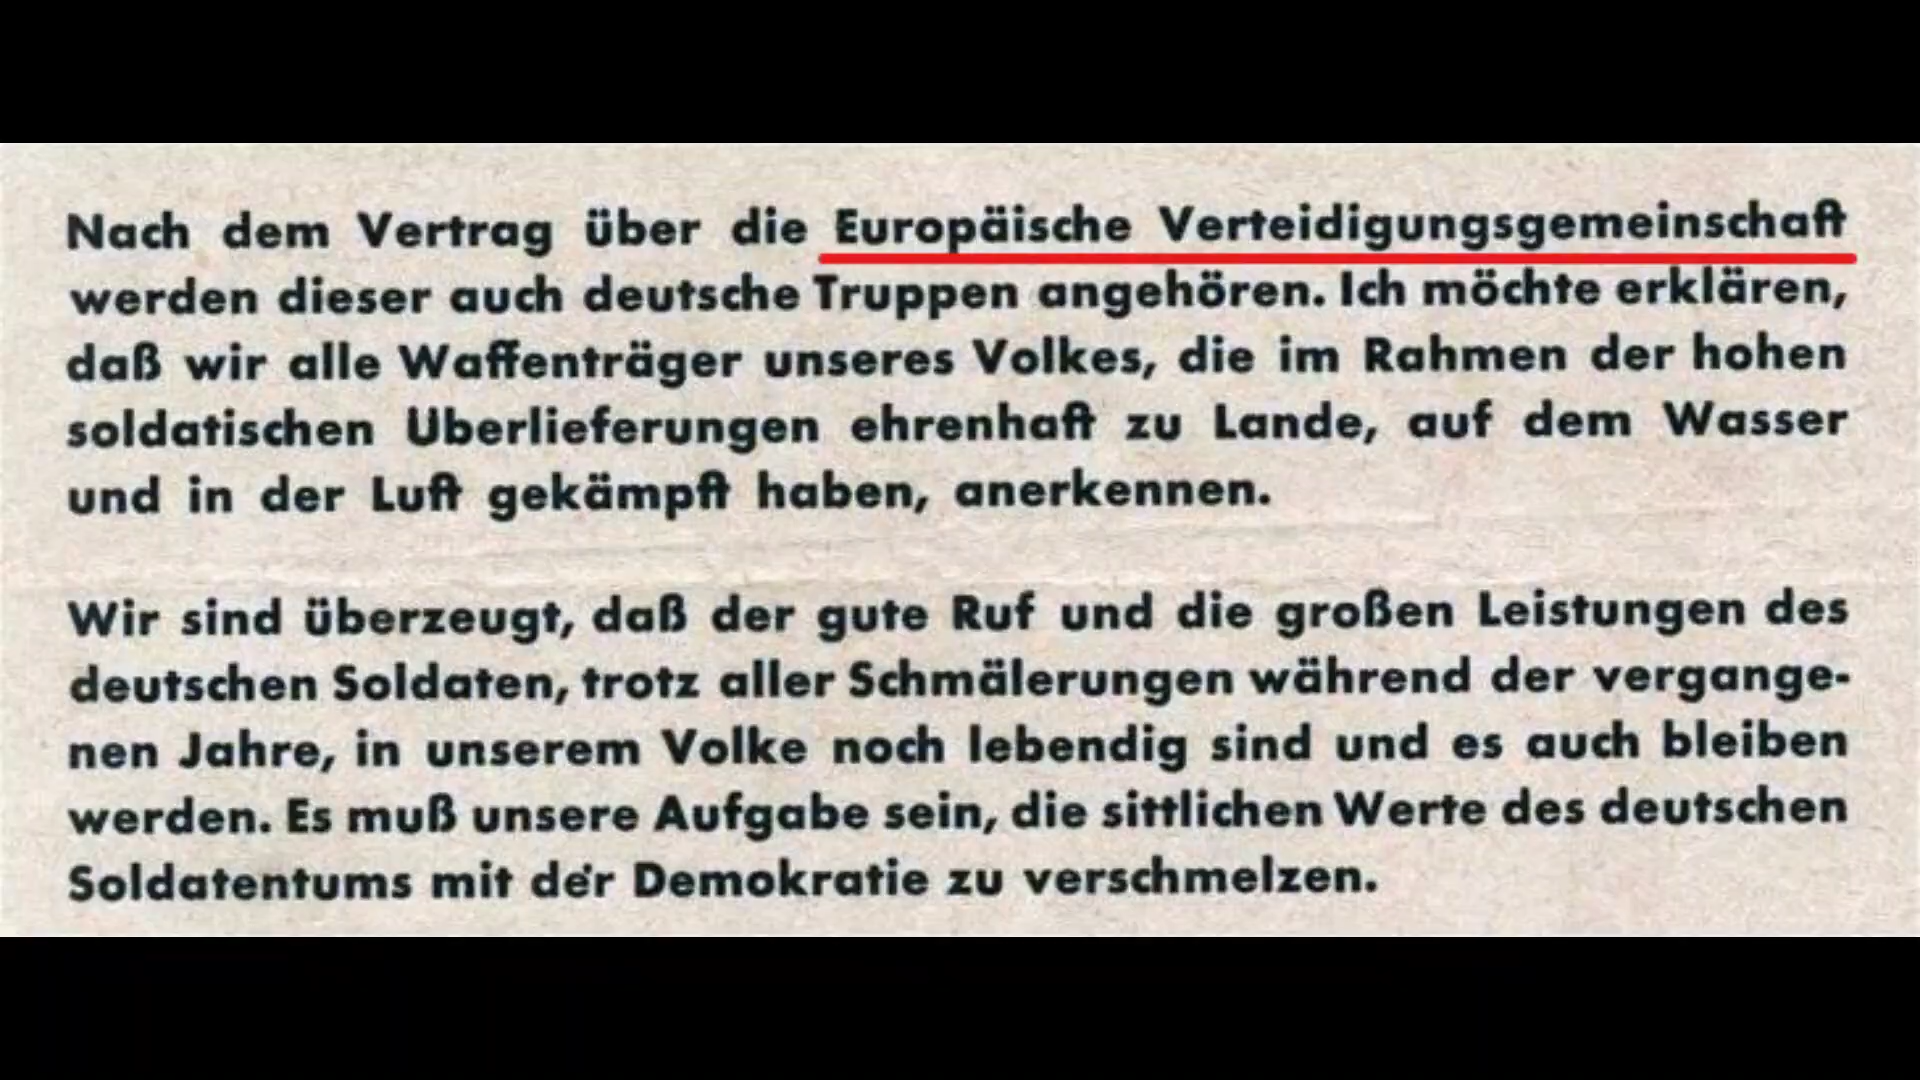 Nach dem Vertrag über die Europäische Verteidigungsgemeinschaft
werden dieser auch deutsche Truppen angehören. Ich möchte erklären,
daß wir alle Waffenträger unseres Volkes, die im Rahmen der hohen
soldatischen Uberlieferungen ehrenhaft zu Lande, auf dem Wasser
und in der Luft gekämpft haben, anerkennen.
Wir sind überzeugt, daß der gute Ruf und die großen Leistungen des
deutschen Soldaten, trotz aller Schmälerungen während der vergange-
nen Jahre, in unserem Volke noch lebendig sind und es auch bleiben
werden. Es muß unsere Aufgabe sein, die sittlichen Werte des deutschen
Soldatentums mit der Demokratie zu verschmelzen.